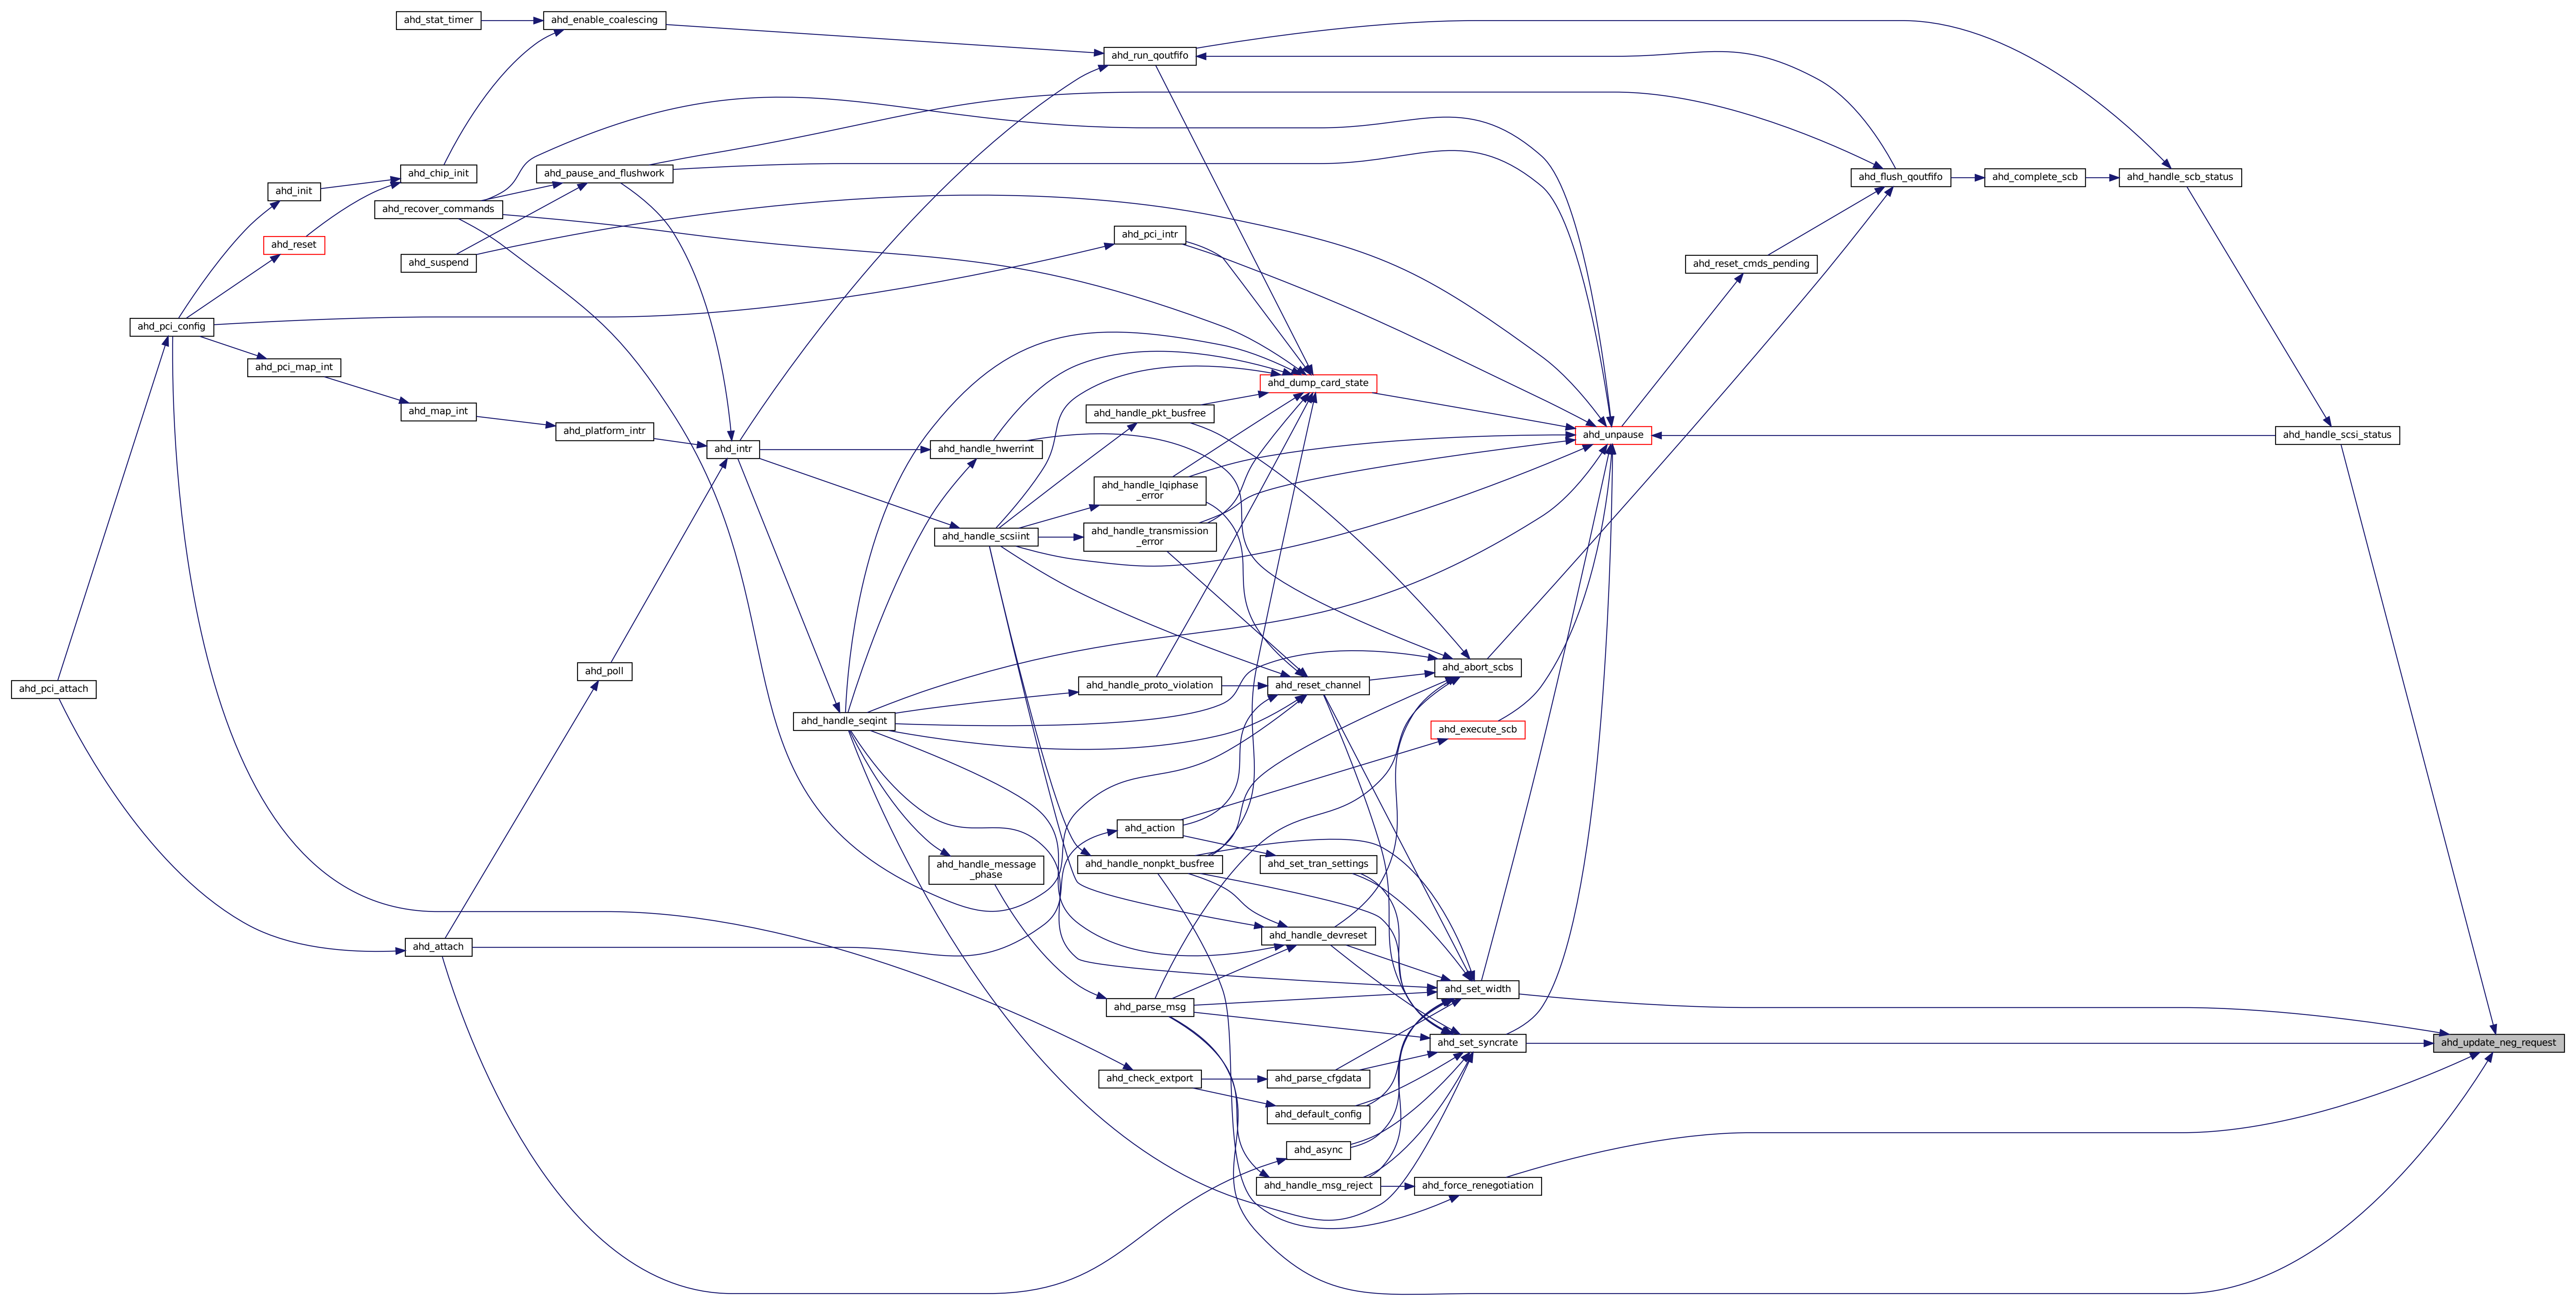 ahd_stat_timer
ahd_enable_coalescing
ahd_run_qoutfifo
ahd_chip_init
ahd_pause_and_flushwork
ahd_flush_qoutfifo
ahd_complete_scb
ahd_handle_scb_status
ahd_init
ahd_recover_commands
ahd_reset
ahd_pci_intr
ahd_suspend
ahd_reset_cmds_pending
ahd_pci_config
ahd_pci_map_int
ahd_dump_card_state
ahd_map_int
ahd_handle_pkt_busfree
ahd_platform_intr
ahd_unpause
ahd_handle_scsi_status
ahd_intr
ahd_handle_hwerrint
ahd_handle_lqiphase
_error
ahd_handle_scsiint
ahd_handle_transmission
_error
ahd_poll
ahd_abort_scbs
ahd_pci_attach
ahd_handle_proto_violation
ahd_reset_channel
ahd_handle_seqint
ahd_execute_scb
ahd_action
ahd_handle_message
_phase
ahd_handle_nonpkt_busfree
ahd_set_tran_settings
ahd_attach
ahd_handle_devreset
ahd_set_width
ahd_parse_msg
ahd_set_syncrate
ahd_update_neg_request
ahd_check_extport
ahd_parse_cfgdata
ahd_default_config
ahd_async
ahd_handle_msg_reject
ahd_force_renegotiation